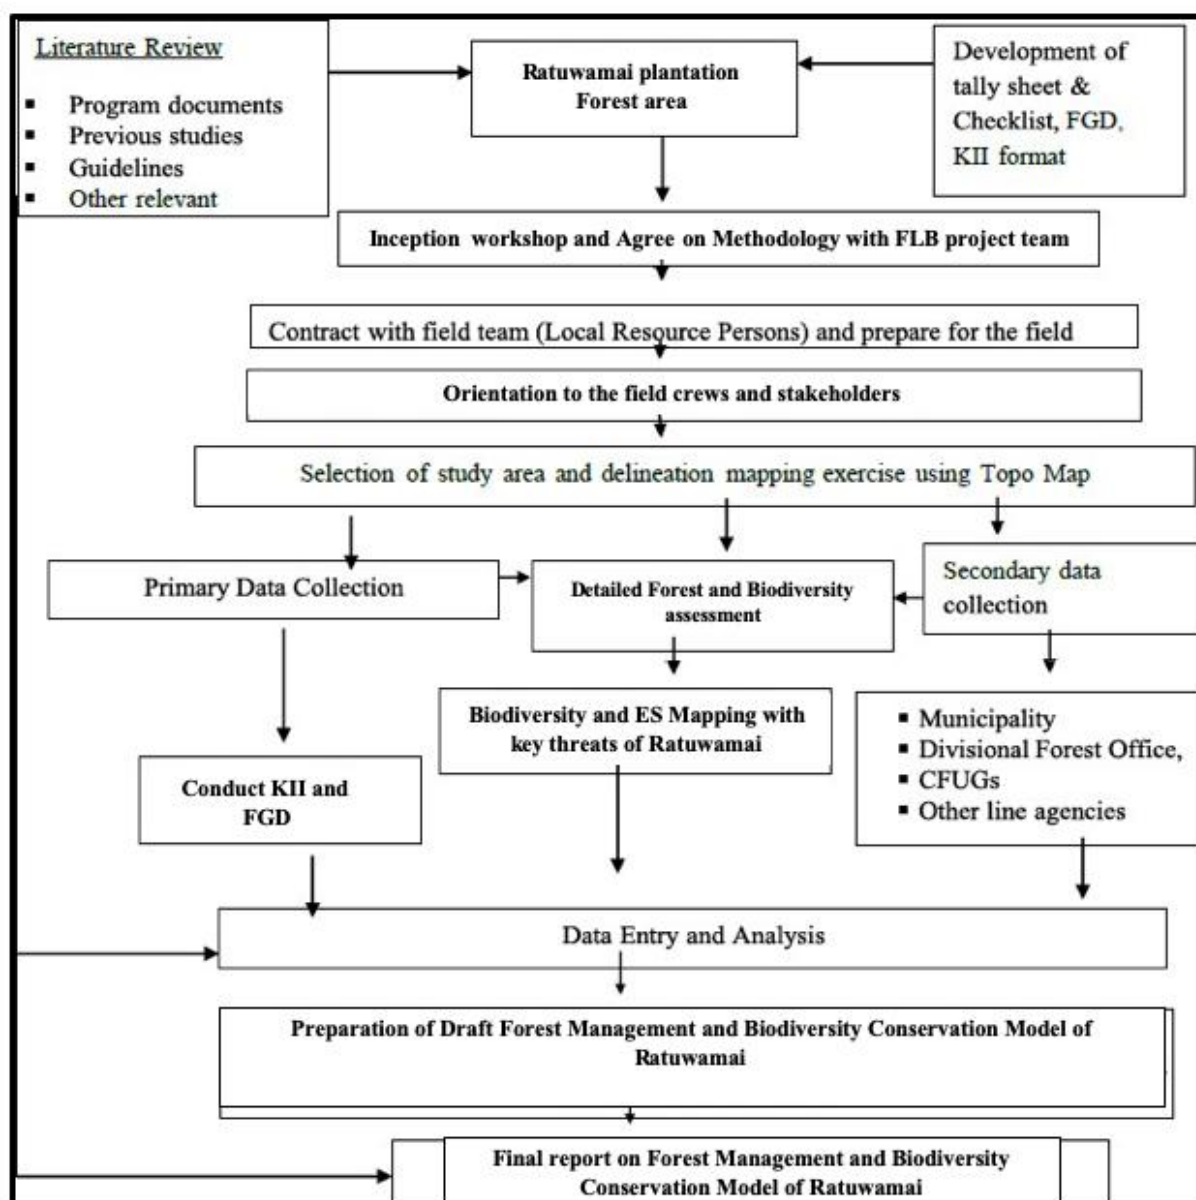 Literature Review
▪ Program documents
▪ Previous studies
▪ Guidelines
▪ Other relevant
Ratuwamai plantation
Forest area
Development of
tally sheet &
Checklist, FGD,
KII format
Inception workshop and Agree on Methodology with FLB project team
Contract with field team (Local Resource Persons) and prepare for the field
Orientation to the field crews and stakeholders
Selection of study area and delineation mapping exercise using Topo Map
Primary Data Collection
Detailed Forest and Biodiversity
assessment
Secondary data
collection
Biodiversity and ES Mapping with
key threats of Ratuwamai
▪ Municipality
▪ Divisional Forest Office,
▪ CFUGs
▪ Other line agencies
Conduct KII and
FGD
Data Entry and Analysis
Preparation of Draft Forest Management and Biodiversity Conservation Model of
Ratuwamai
Final report on Forest Management and Biodiversity
Conservation Model of Ratuwamai